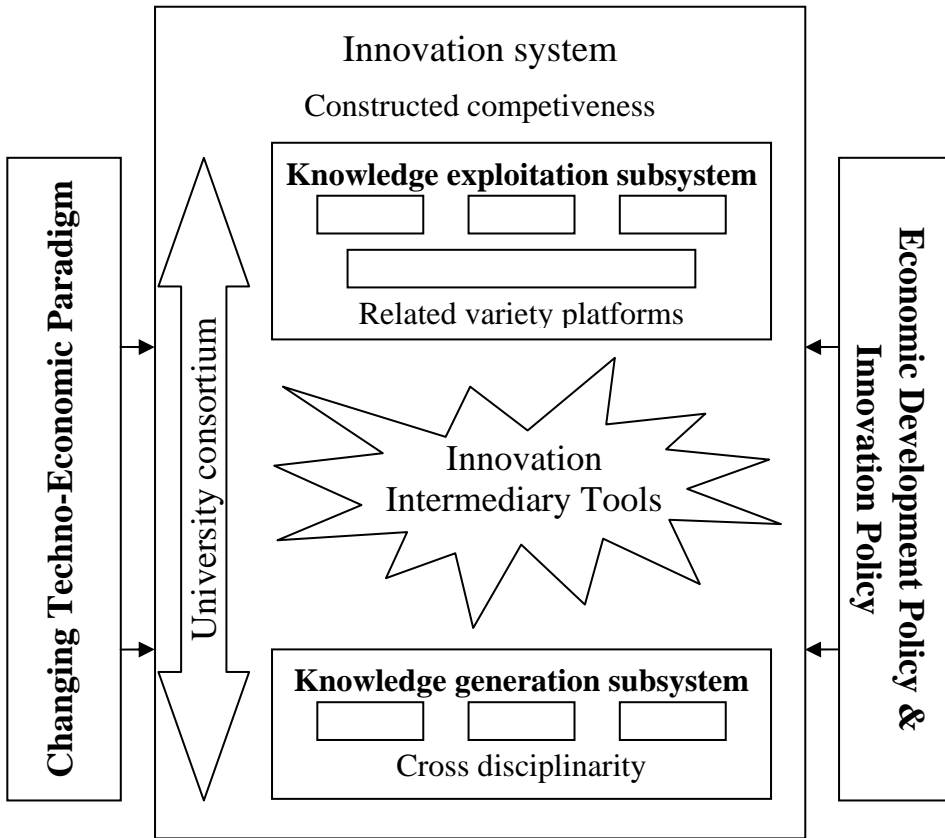 Innovation system
Constructed competiveness
Changing Techno-Economic Paradigm
University consortium
Knowledge exploitation subsystem
Related variety platforms
Innovation
Intermediary Tools
Knowledge generation subsystem
Cross disciplinarity
Economic Development Policy &
Innovation Policy